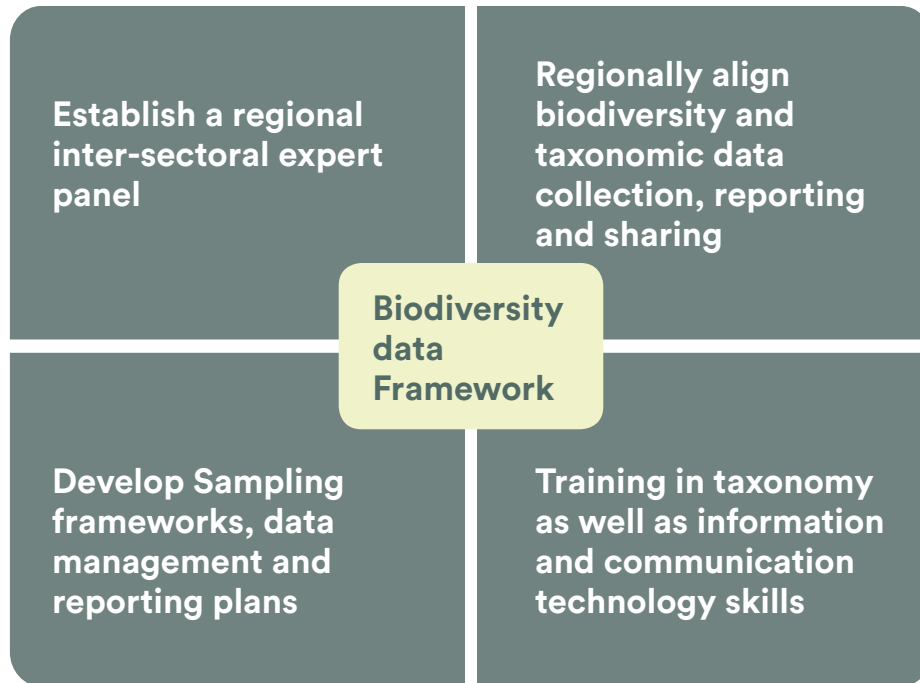 Establish a regional
inter-sectoral expert
panel
Regionally align
biodiversity and
taxonomic data
collection, reporting
and sharing
Biodiversity
data
Framework
Develop Sampling
frameworks, data
management and
reporting plans
Training in taxonomy
as well as information
and communication
technology skills